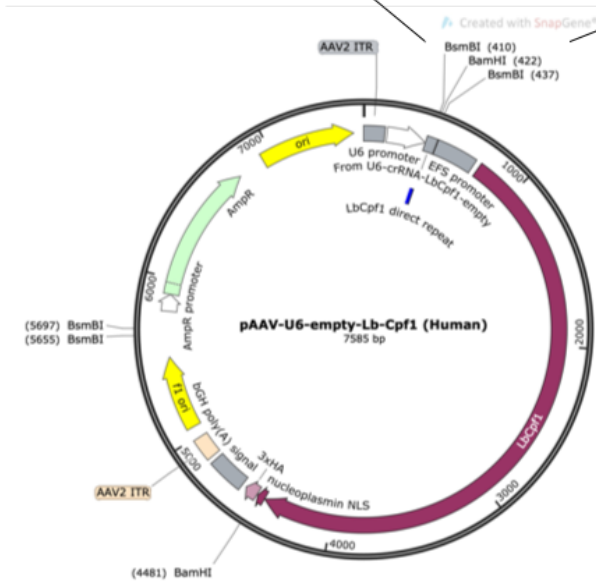 Created with SnapGene®
AAV2 ITR
BsmBI (410)
BamHI (422)
BsmBI (437)
7000
ori
U6 promoter
From U6-crRNA-LbCpf1-empty
EFS promoter
1000
LbCpf1 direct repeat
AmpR
6000
AmpR promoter
(5697) BsmBI
(5655) BsmBI
pAAV-U6-empty-Lb-Cpf1 (Human)
7585 bp
2000
f1 ori
bGH poly(A) signal
5000
3xHA
nucleoplasmin NLS
LbCpf1
AAV2 ITR
3000
4000
(4481) BamHI